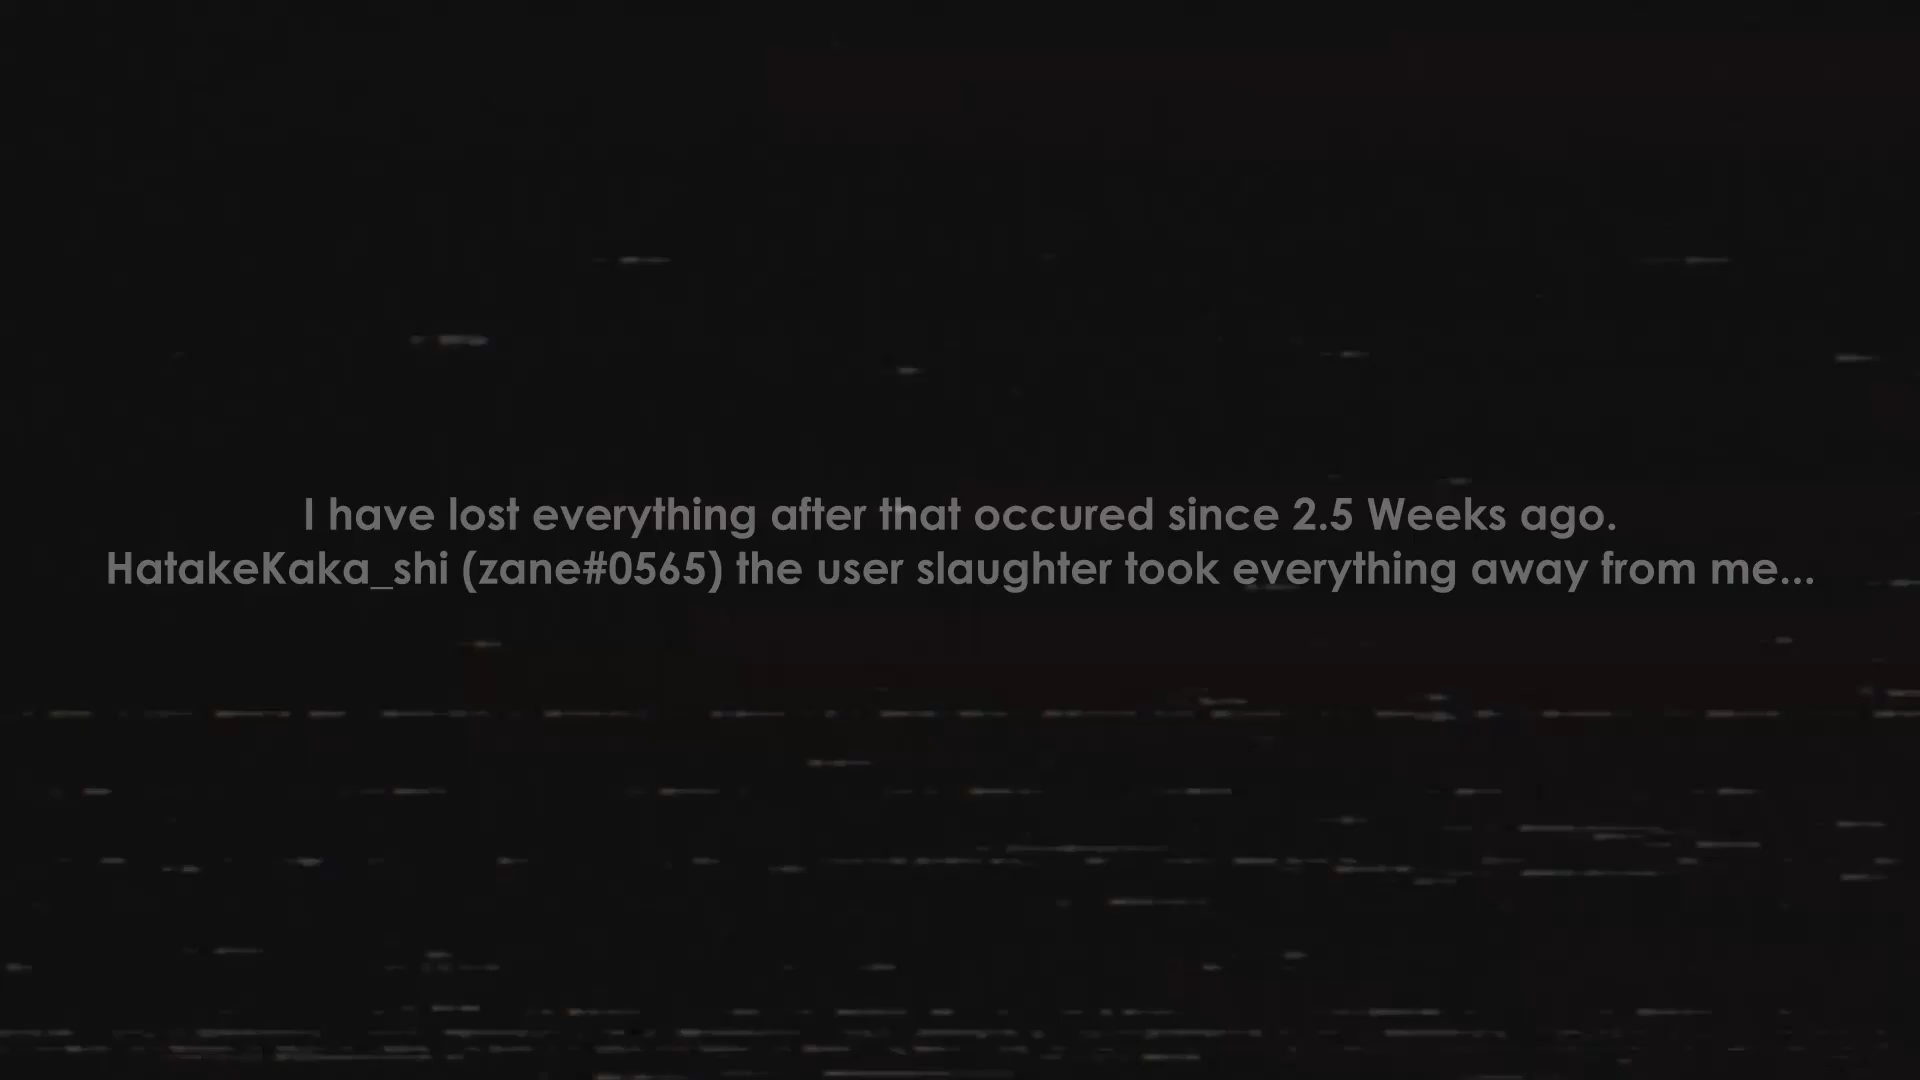 I have lost everything after that occured since 2.5 Weeks ago.
HatakeKaka_shi (zane#0565) the user slaughter took everything away from me...